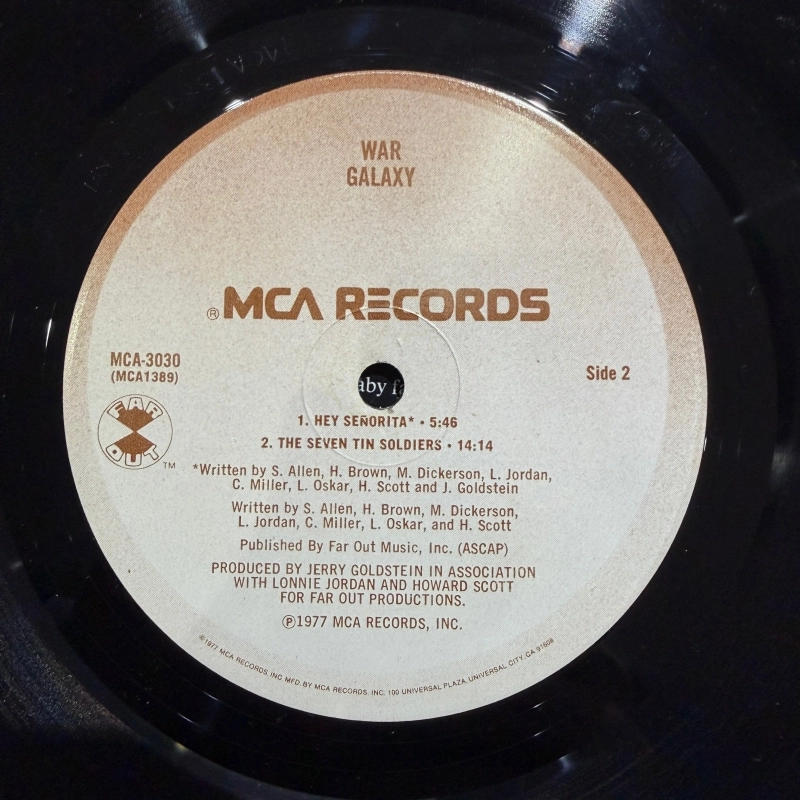 WAR
GALAXY
® MCA RECORDS
MCA-3030
(MCA1389)
Side 2
FAR
OUT
TM
aby fa
1. HEY SEÑORITA* • 5:46
2. THE SEVEN TIN SOLDIERS • 14:14
*Written by S. Allen, H. Brown, M. Dickerson, L. Jordan,
C. Miller, L. Oskar, H. Scott and J. Goldstein
Written by S. Allen, H. Brown, M. Dickerson,
L. Jordan, C. Miller, L. Oskar, and H. Scott
Published By Far Out Music, Inc. (ASCAP)
PRODUCED BY JERRY GOLDSTEIN IN ASSOCIATION
WITH LONNIE JORDAN AND HOWARD SCOTT
FOR FAR OUT PRODUCTIONS.
℗1977 MCA RECORDS, INC.
©1977 MCA RECORDS, INC. MFD. BY MCA RECORDS, INC. 100 UNIVERSAL PLAZA, UNIVERSAL CITY, CA 91608